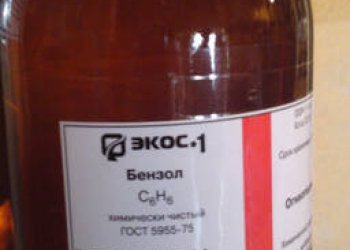 ЭКОС-1
Бензол
C₆H₆
химически чистый
ГОСТ 5955-75